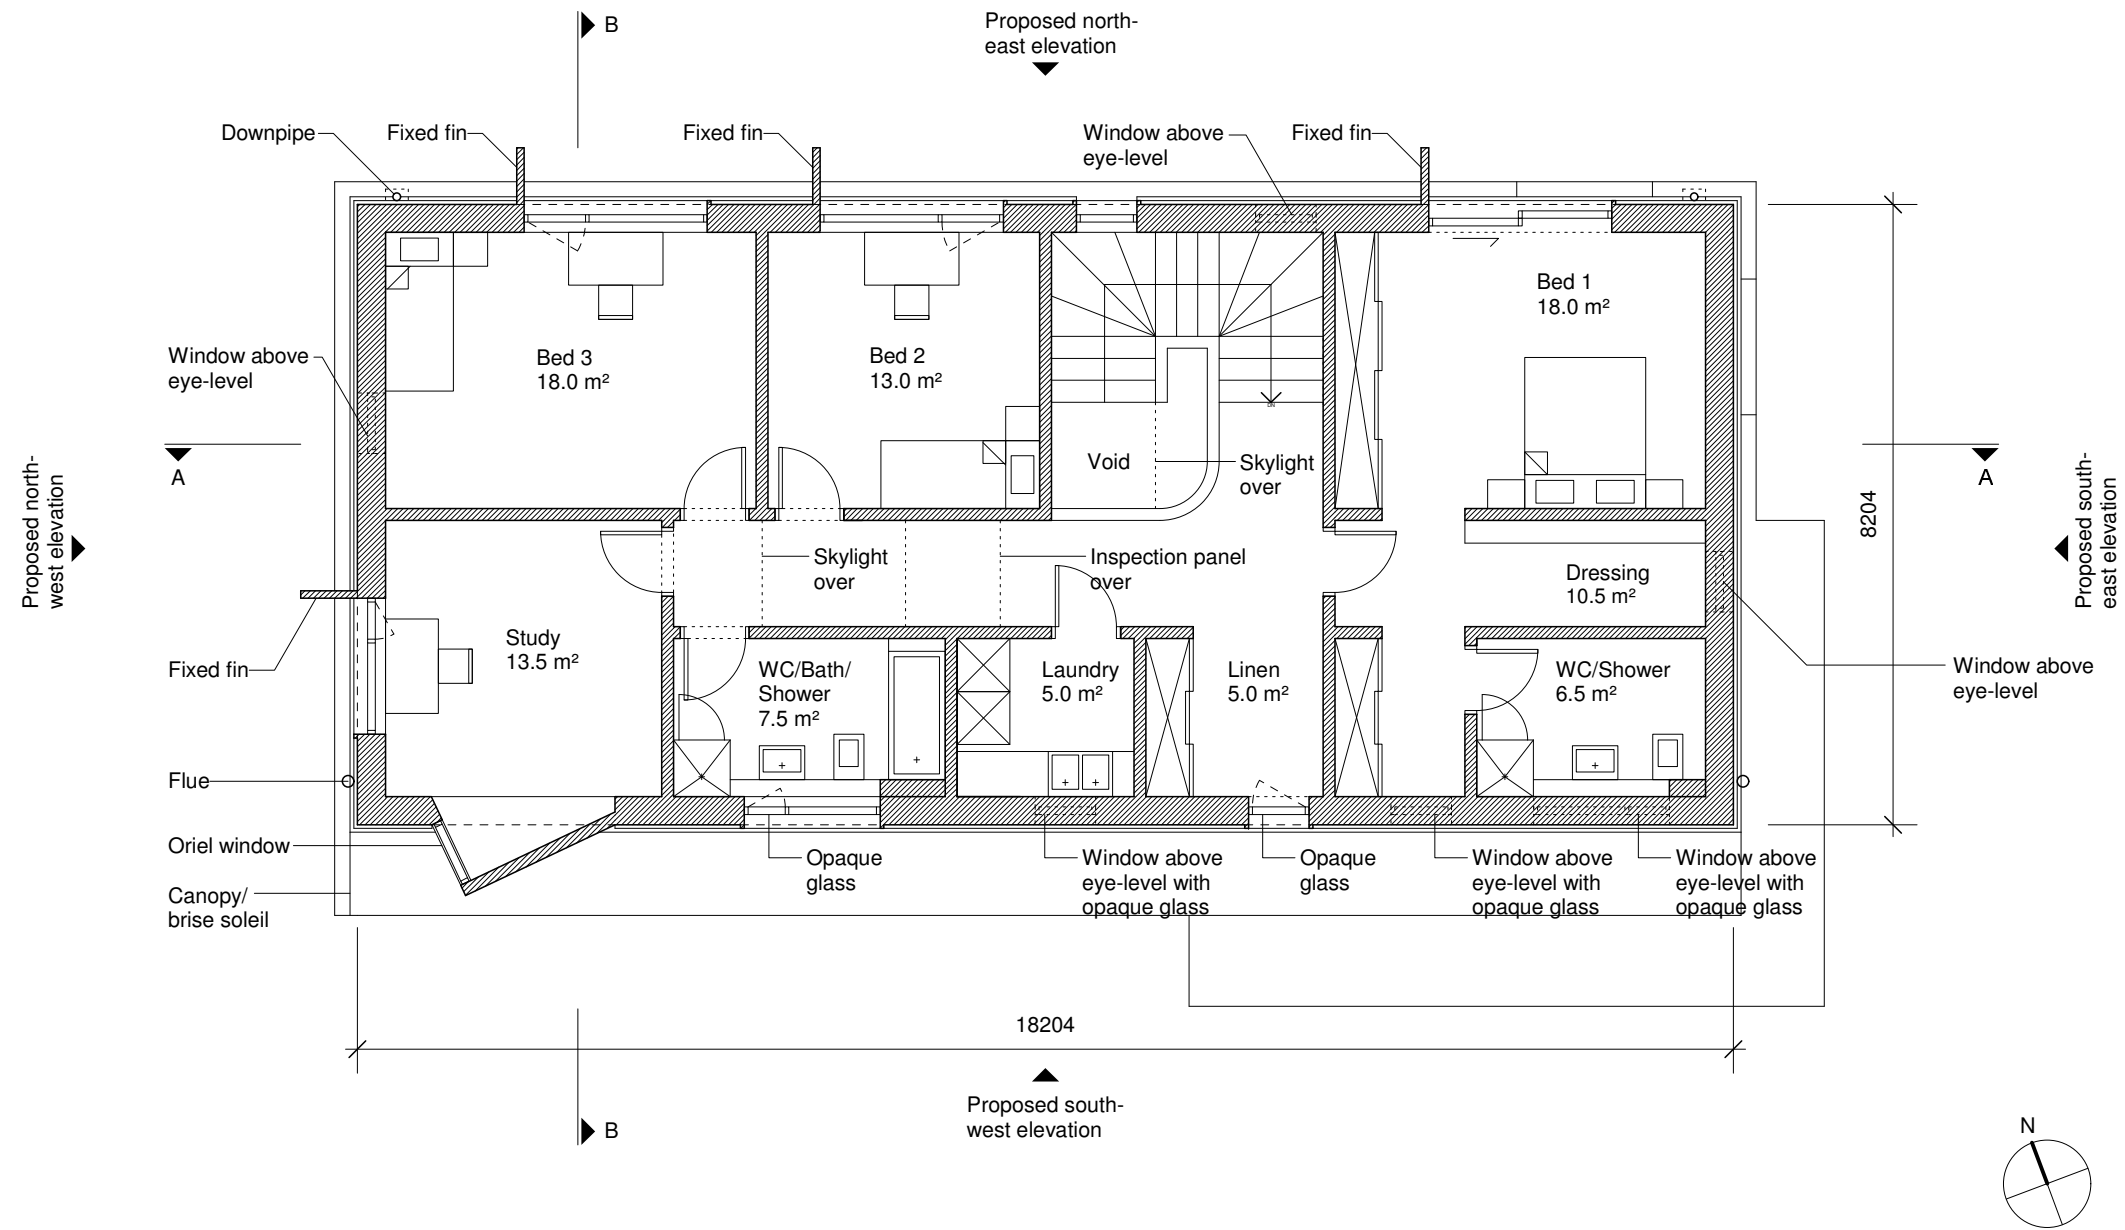 B
Proposed north-
east elevation
Downpipe
Fixed fin
Fixed fin
Window above
eye-level
Fixed fin
Bed 1
18.0 m²
Window above
eye-level
Bed 3
18.0 m²
Bed 2
13.0 m²
DN
A
Void
Skylight
over
A
Proposed north-
west elevation
8204
Proposed south-
east elevation
Skylight
over
Inspection panel
over
Dressing
10.5 m²
Study
13.5 m²
Fixed fin
WC/Bath/
Shower
7.5 m²
Laundry
5.0 m²
Linen
5.0 m²
WC/Shower
6.5 m²
Window above
eye-level
Flue
Oriel window
Opaque
glass
Window above
eye-level with
opaque glass
Opaque
glass
Window above
eye-level with
opaque glass
Window above
eye-level with
opaque glass
Canopy/
brise soleil
18204
Proposed south-
west elevation
B
N